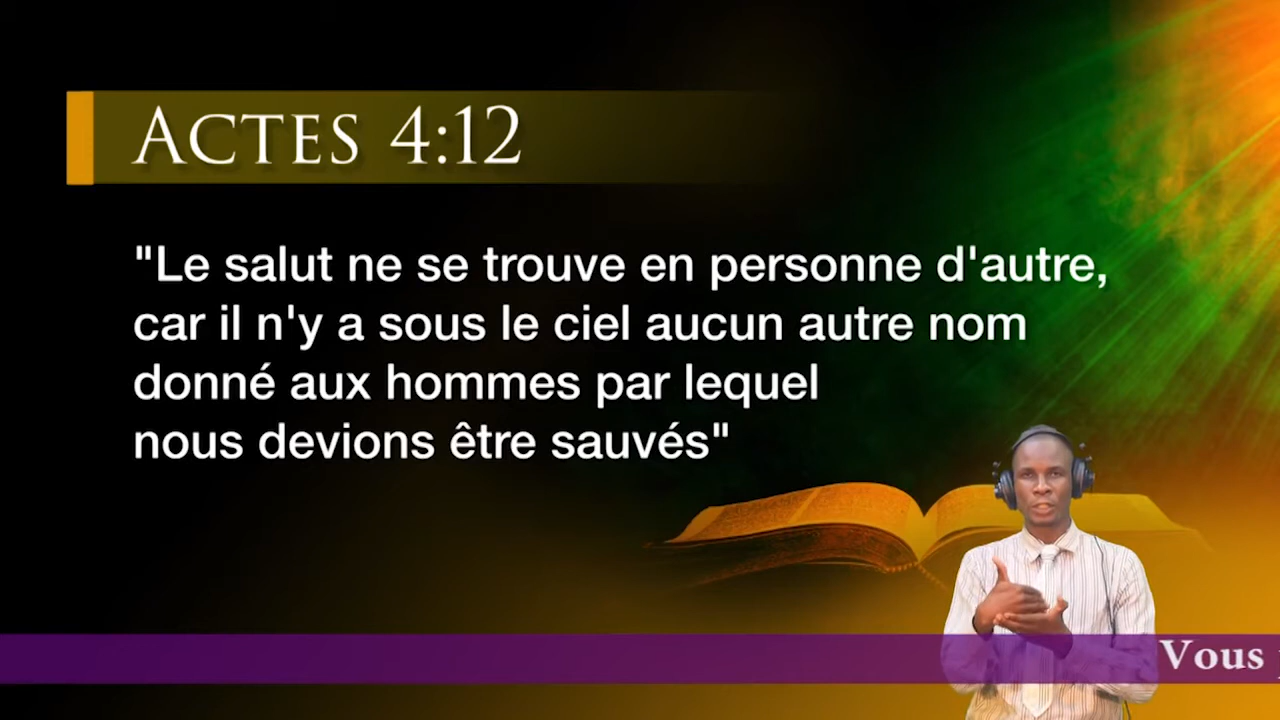 ACTES 4:12
"Le salut ne se trouve en personne d'autre,
car il n'y a sous le ciel aucun autre nom
donné aux hommes par lequel
nous devions être sauvés"
Vous